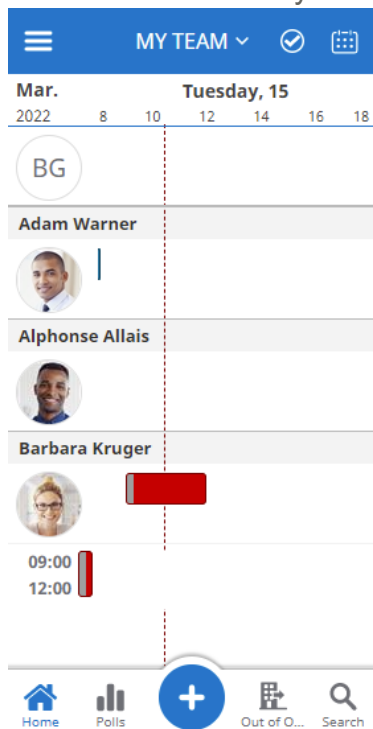 MY TEAM
Mar. Tuesday, 15
2022 8 10 12 14 16 18
BG
Adam Warner
Alphonse Allais
Barbara Kruger
09:00
12:00
Home Polls Out of O... Search